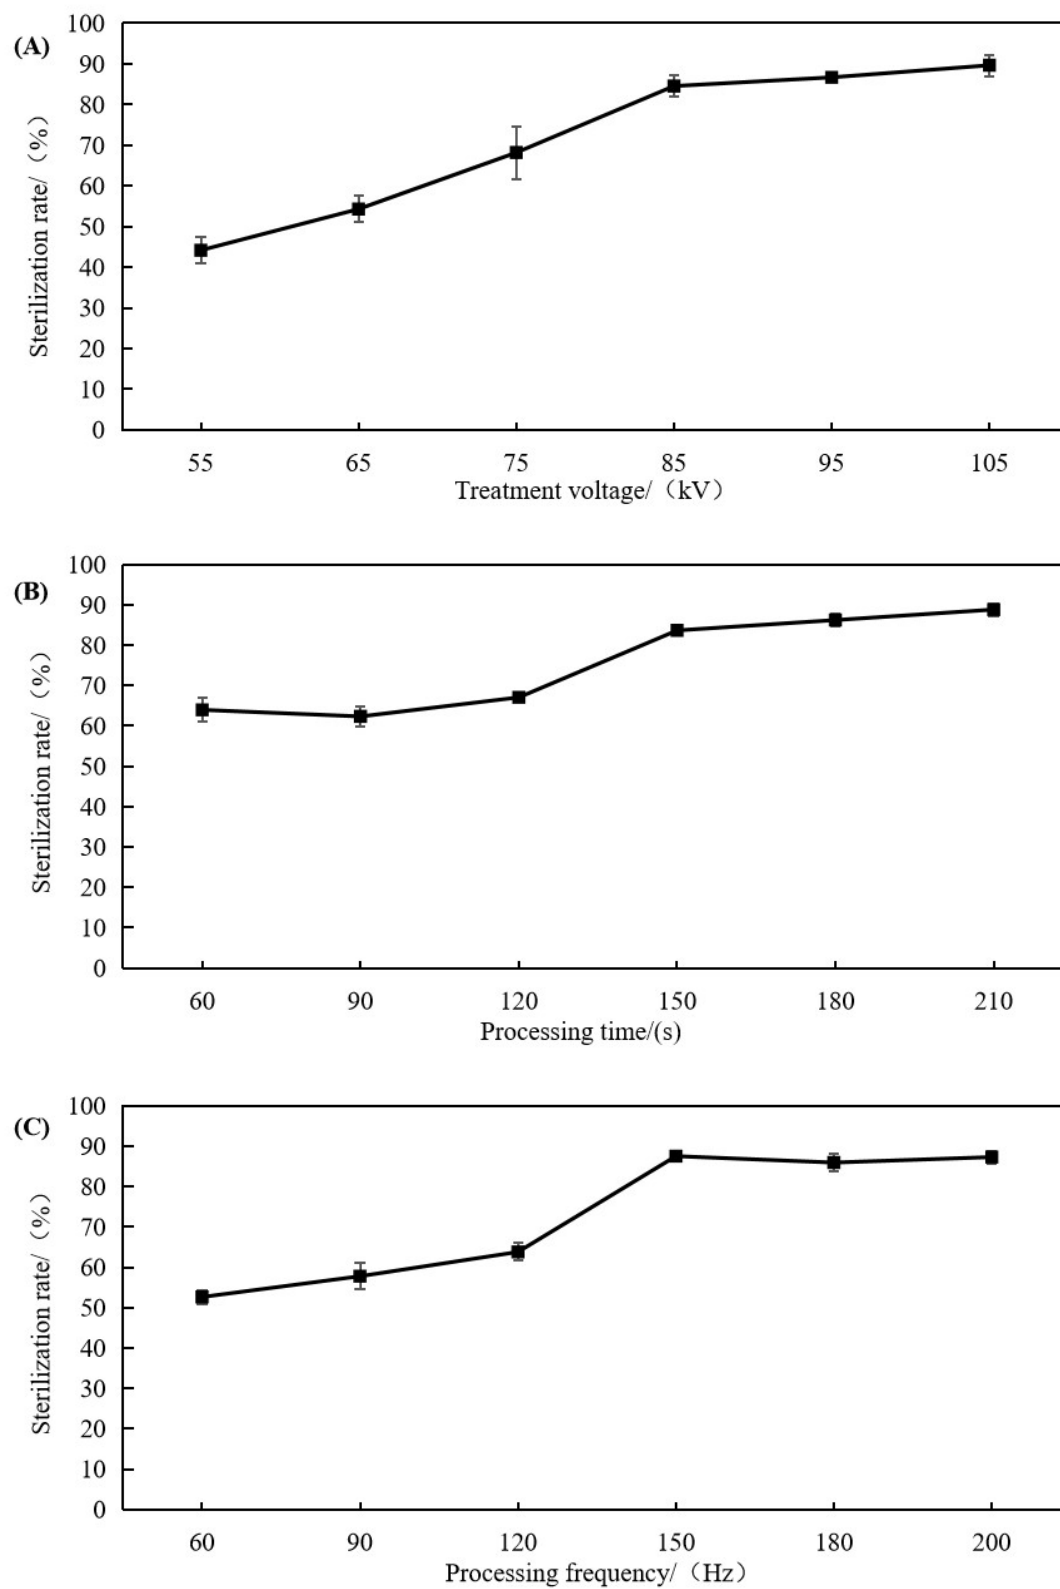 (A)
Sterilization rate/（%）
100
90
80
70
60
50
40
30
20
10
0
55 65 75 85 95 105
Treatment voltage/（kV）
(B)
Sterilization rate/（%）
100
90
80
70
60
50
40
30
20
10
0
60 90 120 150 180 210
Processing time/(s)
(C)
Sterilization rate/（%）
100
90
80
70
60
50
40
30
20
10
0
60 90 120 150 180 200
Processing frequency/（Hz）